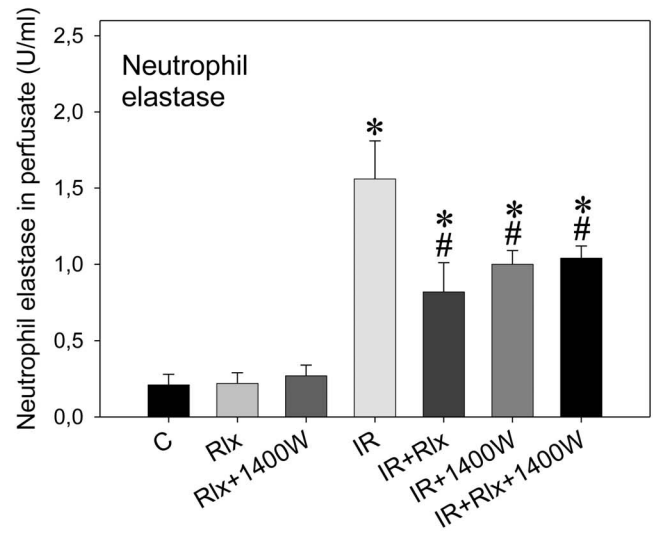 Neutrophil elastase in perfusate (U/ml)
2,5
2,0
1,5
1,0
0,5
0,0
Neutrophil
elastase
*
*
#
*
#
*
#
C
Rlx
Rlx+1400W
IR
IR+Rlx
IR+1400W
IR+Rlx+1400W